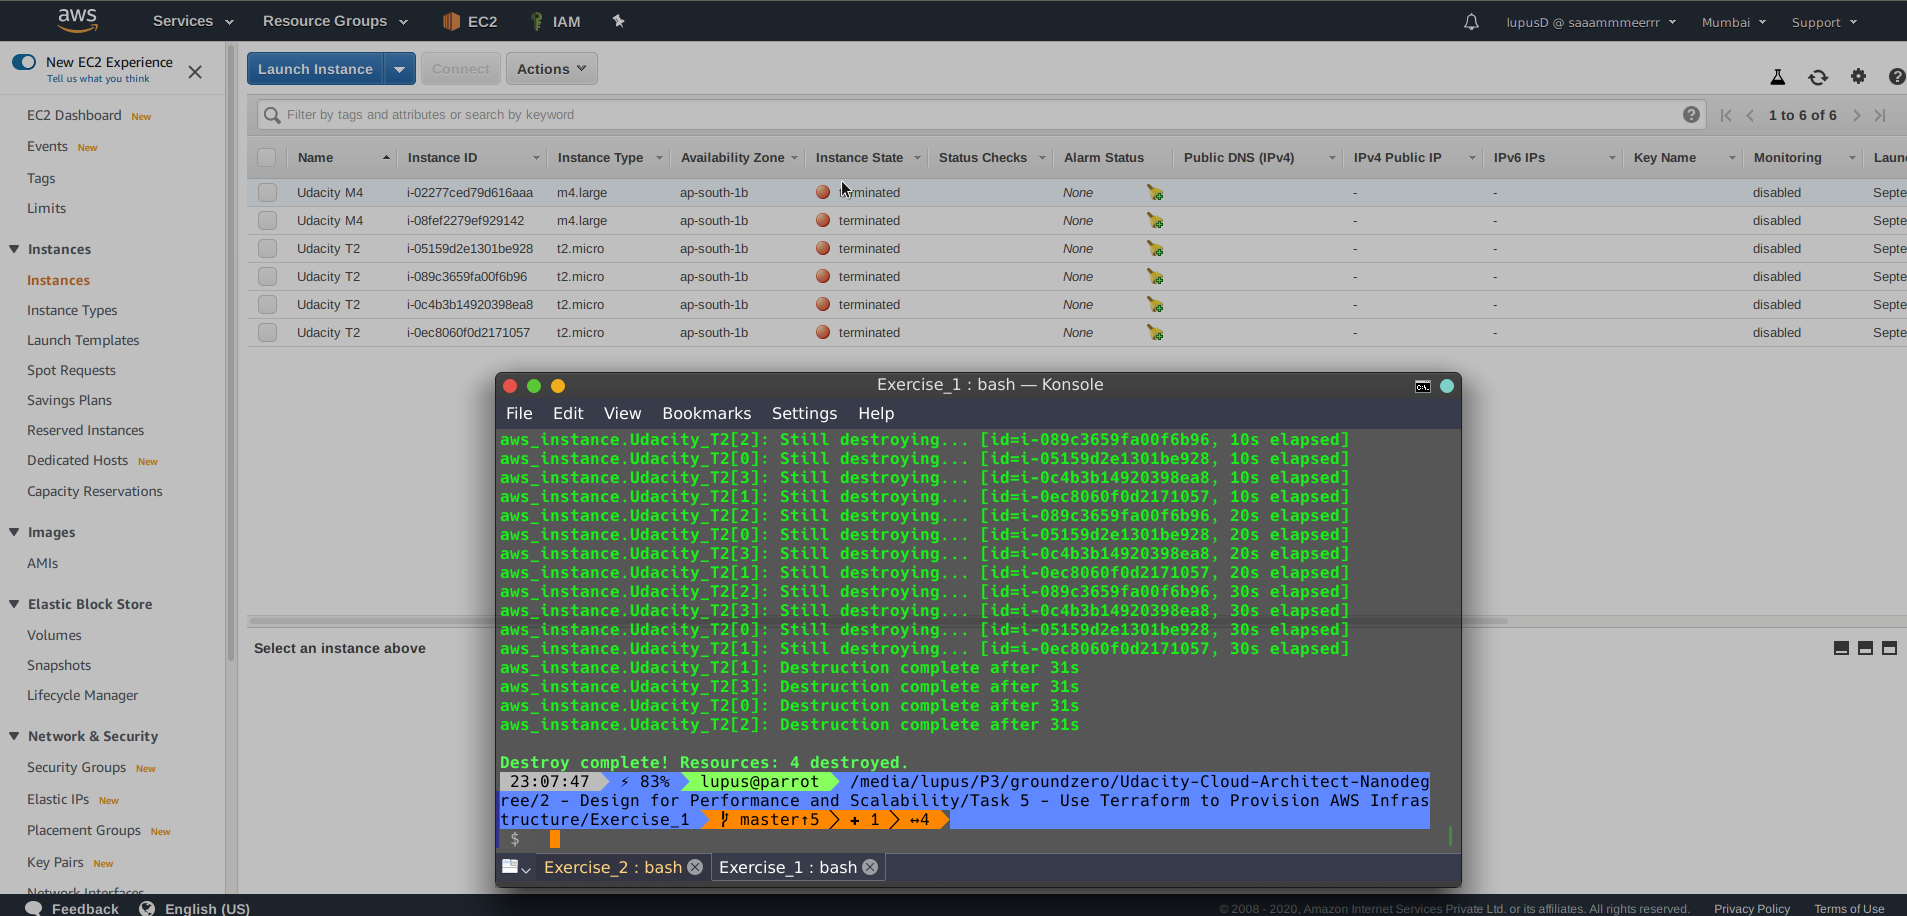 aws Services Resource Groups EC2 IAM lupusD @ saaammmeerrr Mumbai Support
New EC2 Experience
Tell us what you think
EC2 Dashboard New
Events New
Tags
Limits
Instances
Instances
Instance Types
Launch Templates
Spot Requests
Savings Plans
Reserved Instances
Dedicated Hosts New
Capacity Reservations
Images
AMIs
Elastic Block Store
Volumes
Snapshots
Lifecycle Manager
Network & Security
Security Groups New
Elastic IPs New
Placement Groups New
Key Pairs New
Network Interfaces
Launch Instance Connect Actions
Filter by tags and attributes or search by keyword 1 to 6 of 6
Name Instance ID Instance Type Availability Zone Instance State Status Checks Alarm Status Public DNS (IPv4) IPv4 Public IP IPv6 IPs Key Name Monitoring Laun
Udacity M4 i-02277ced79d616aaa m4.large ap-south-1b terminated None - - disabled Septe
Udacity M4 i-08fef2279ef929142 m4.large ap-south-1b terminated None - - disabled Septe
Udacity T2 i-05159d2e1301be928 t2.micro ap-south-1b terminated None - - disabled Septe
Udacity T2 i-089c3659fa00f6b96 t2.micro ap-south-1b terminated None - - disabled Septe
Udacity T2 i-0c4b3b14920398ea8 t2.micro ap-south-1b terminated None - - disabled Septe
Udacity T2 i-0ec8060f0d2171057 t2.micro ap-south-1b terminated None - - disabled Septe
Select an instance above
Exercise_1 : bash — Konsole
File Edit View Bookmarks Settings Help
aws_instance.Udacity_T2[2]: Still destroying... [id=i-089c3659fa00f6b96, 10s elapsed]
aws_instance.Udacity_T2[0]: Still destroying... [id=i-05159d2e1301be928, 10s elapsed]
aws_instance.Udacity_T2[3]: Still destroying... [id=i-0c4b3b14920398ea8, 10s elapsed]
aws_instance.Udacity_T2[1]: Still destroying... [id=i-0ec8060f0d2171057, 10s elapsed]
aws_instance.Udacity_T2[2]: Still destroying... [id=i-089c3659fa00f6b96, 20s elapsed]
aws_instance.Udacity_T2[0]: Still destroying... [id=i-05159d2e1301be928, 20s elapsed]
aws_instance.Udacity_T2[3]: Still destroying... [id=i-0c4b3b14920398ea8, 20s elapsed]
aws_instance.Udacity_T2[1]: Still destroying... [id=i-0ec8060f0d2171057, 20s elapsed]
aws_instance.Udacity_T2[2]: Still destroying... [id=i-089c3659fa00f6b96, 30s elapsed]
aws_instance.Udacity_T2[3]: Still destroying... [id=i-0c4b3b14920398ea8, 30s elapsed]
aws_instance.Udacity_T2[0]: Still destroying... [id=i-05159d2e1301be928, 30s elapsed]
aws_instance.Udacity_T2[1]: Still destroying... [id=i-0ec8060f0d2171057, 30s elapsed]
aws_instance.Udacity_T2[1]: Destruction complete after 31s
aws_instance.Udacity_T2[3]: Destruction complete after 31s
aws_instance.Udacity_T2[0]: Destruction complete after 31s
aws_instance.Udacity_T2[2]: Destruction complete after 31s
Destroy complete! Resources: 4 destroyed.
23:07:47 ⚡ 83% lupus@parrot /media/lupus/P3/groundzero/Udacity-Cloud-Architect-Nanodeg
ree/2 - Design for Performance and Scalability/Task 5 - Use Terraform to Provision AWS Infras
tructure/Exercise_1 master↑5 + 1 ↔4
$
Exercise_2 : bash Exercise_1 : bash
Feedback English (US) © 2008 - 2020, Amazon Internet Services Private Ltd. or its affiliates. All rights reserved. Privacy Policy Terms of Use